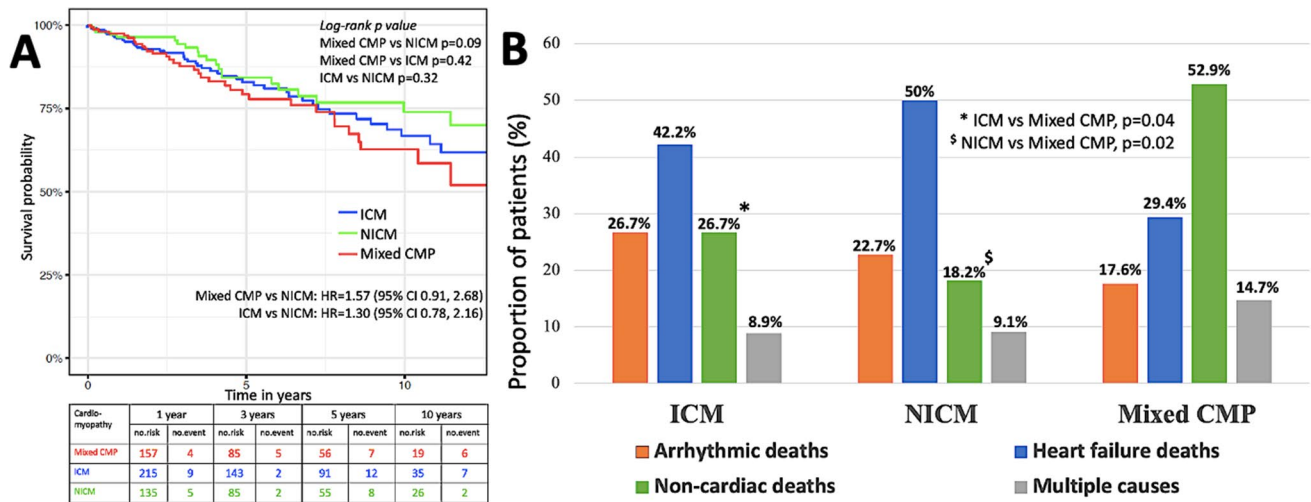 A
100%
75%
50%
25%
0%
Survival probability
Log-rank p value
Mixed CMP vs NICM p=0.09
Mixed CMP vs ICM p=0.42
ICM vs NICM p=0.32
ICM
NICM
Mixed CMP
Mixed CMP vs NICM: HR=1.57 (95% CI 0.91, 2.68)
ICM vs NICM: HR=1.30 (95% CI 0.78, 2.16)
0 5 10
Time in years
Cardio-myopathy 1 year 3 years 5 years 10 years
no.risk no.event no.risk no.event no.risk no.event no.risk no.event
Mixed CMP 157 4 85 5 56 7 19 6
ICM 215 9 143 2 91 12 35 7
NICM 135 5 85 2 55 8 26 2
B
Proportion of patients (%)
60
50
40
30
20
10
0
* ICM vs Mixed CMP, p=0.04
$ NICM vs Mixed CMP, p=0.02
26.7% 42.2% 26.7% * 8.9%
22.7% 50% 18.2% $ 9.1%
17.6% 29.4% 52.9% 14.7%
ICM NICM Mixed CMP
Arrhythmic deaths Heart failure deaths
Non-cardiac deaths Multiple causes